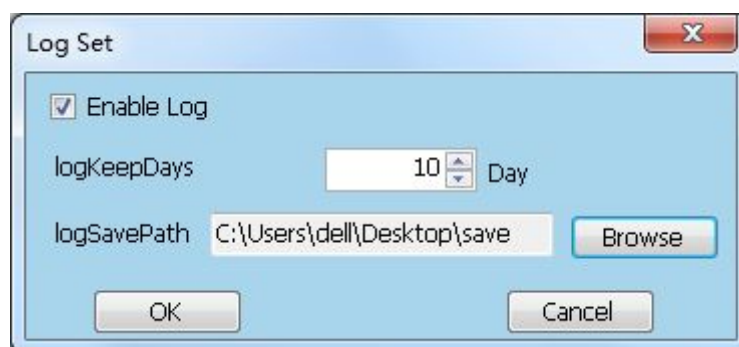 Log Set
Enable Log
logKeepDays 10 Day
logSavePath C:\Users\dell\Desktop\save Browse
OK Cancel